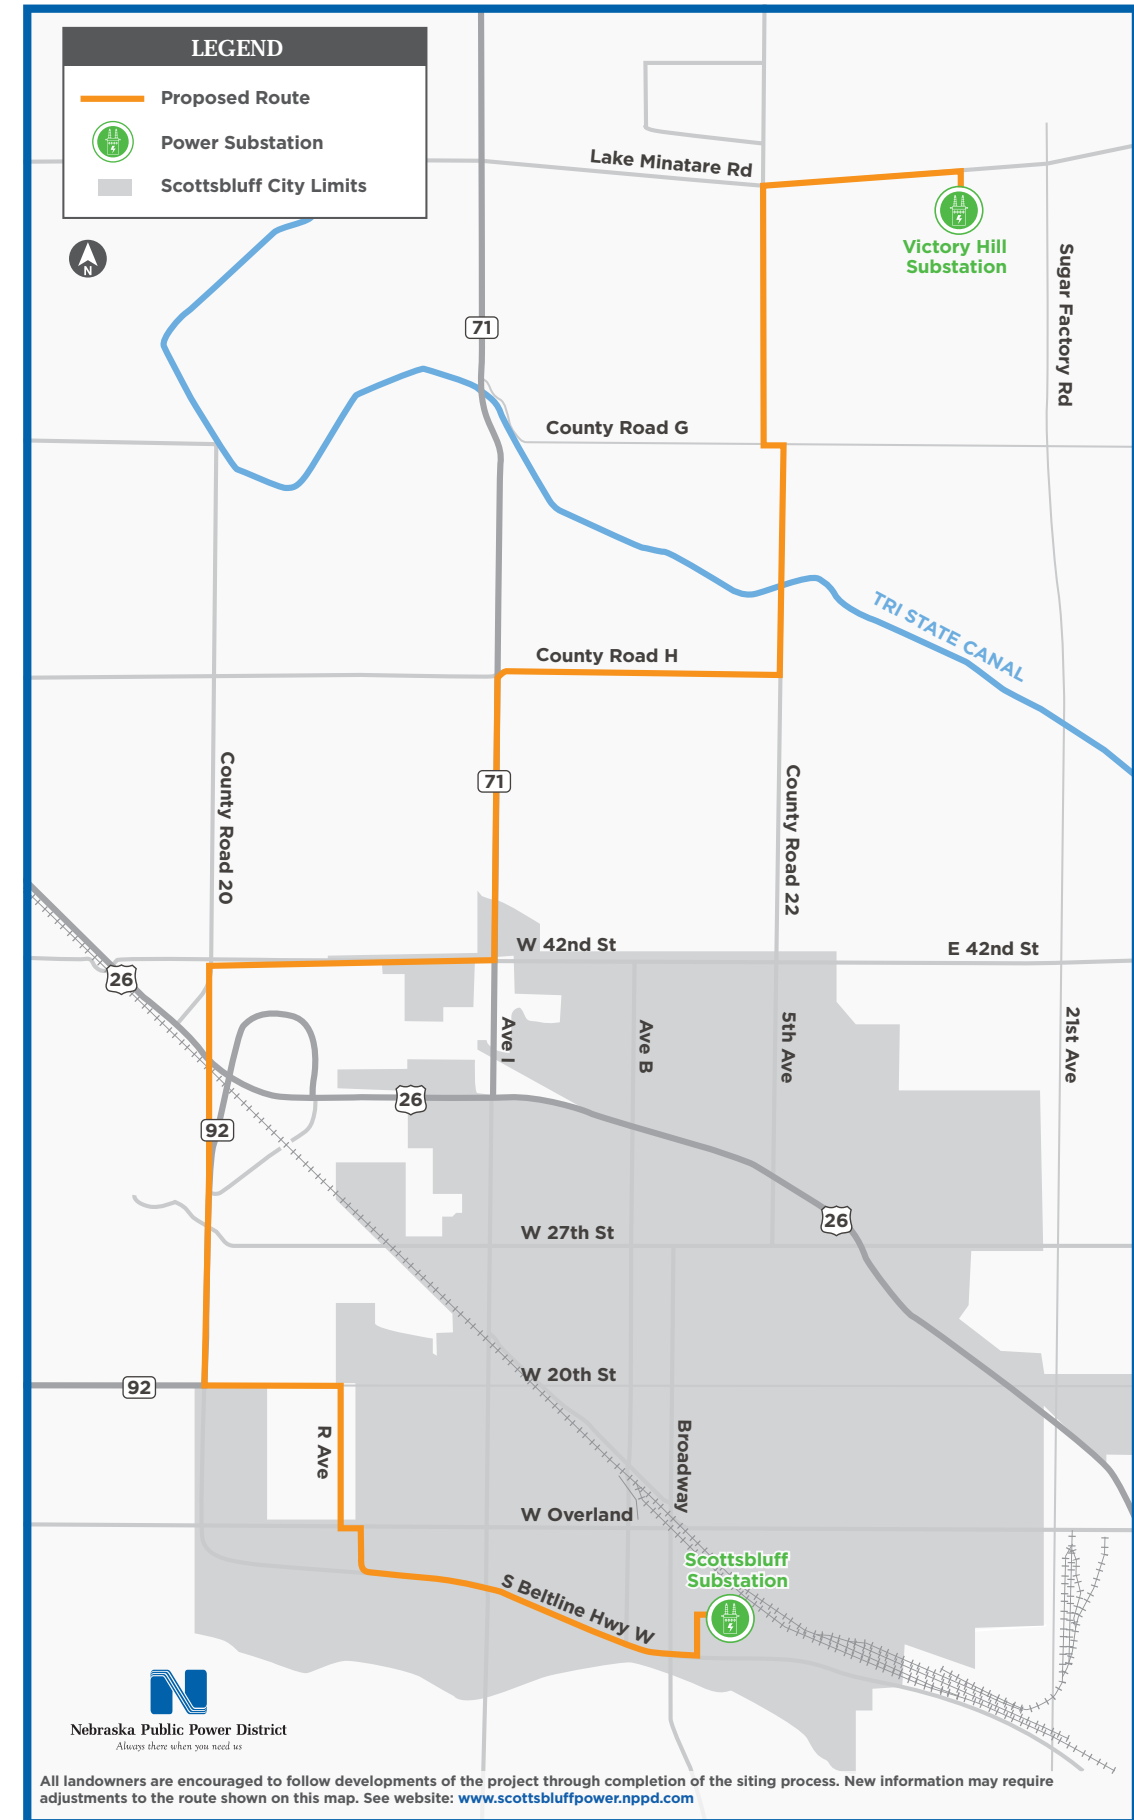 LEGEND
Proposed Route
Power Substation
Scottsbluff City Limits
N
Lake Minatare Rd
Victory Hill
Substation
Sugar Factory Rd
71
County Road G
TRI STATE CANAL
County Road H
County Road 20
71
County Road 22
W 42nd St
E 42nd St
26
Ave I
Ave B
5th Ave
21st Ave
26
92
26
W 27th St
W 20th St
92
R Ave
Broadway
W Overland
Scottsbluff
Substation
S Beltline Hwy W
Nebraska Public Power District
Always there when you need us
All landowners are encouraged to follow developments of the project through completion of the siting process. New information may require
adjustments to the route shown on this map. See website: www.scottsbluffpower.nppd.com